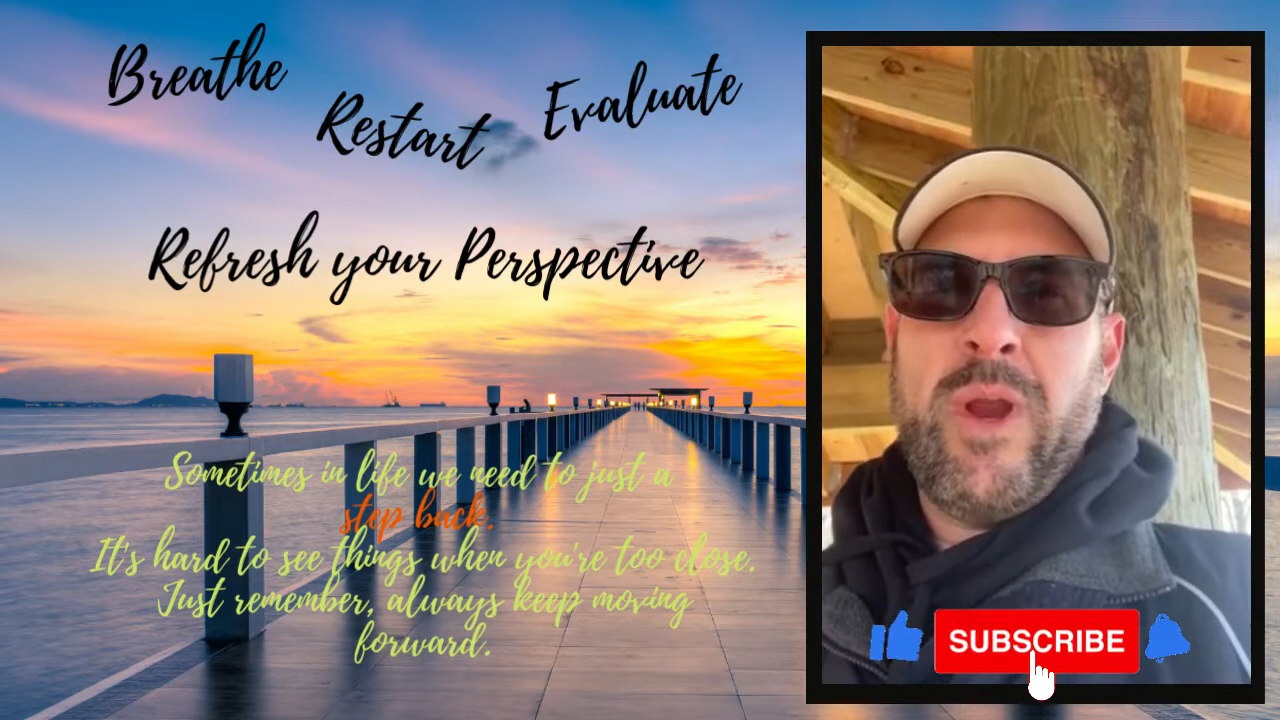 Breathe
Restart
Evaluate
Refresh your Perspective
Sometimes in life we need to just a
step back.
It's hard to see things when you're too close.
Just remember, always keep moving
forward.
SUBSCRIBE